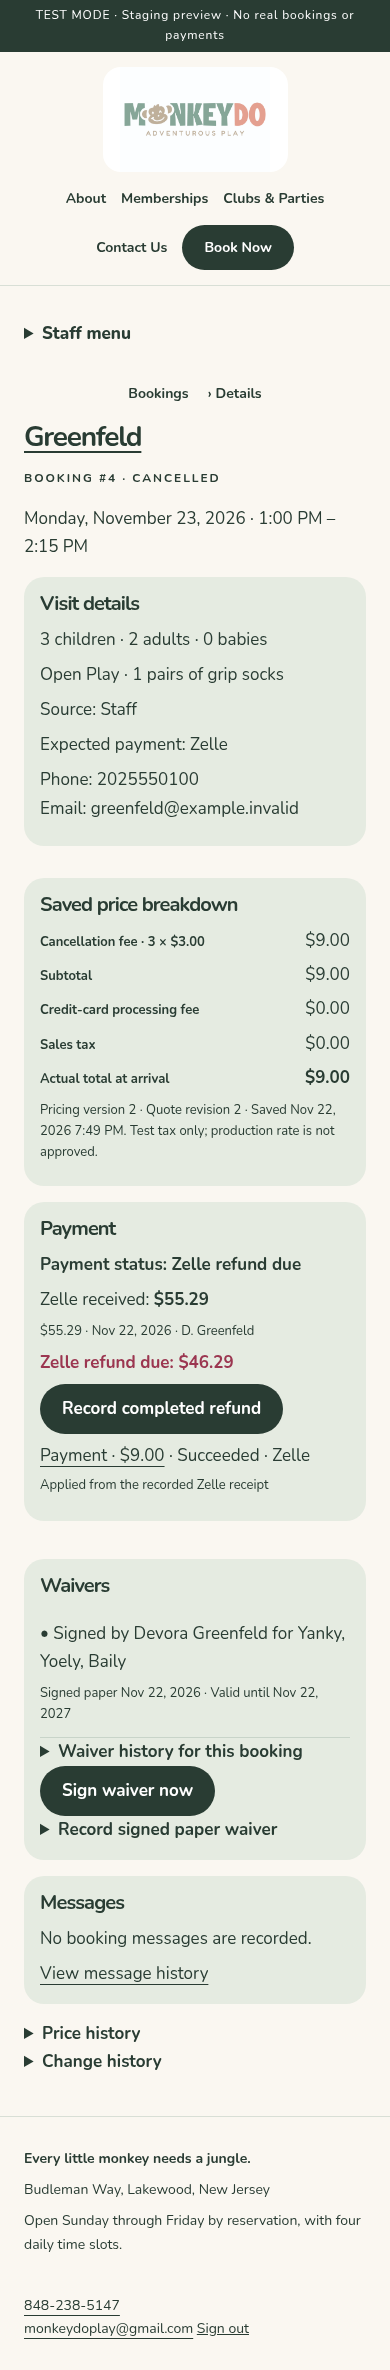 TEST MODE · Staging preview · No real bookings or
payments
MONKEYDO
ADVENTUROUS PLAY
About Memberships Clubs & Parties
Contact Us Book Now
▶ Staff menu
Bookings › Details
Greenfeld
BOOKING #4 · CANCELLED
Monday, November 23, 2026 · 1:00 PM –
2:15 PM
Visit details
3 children · 2 adults · 0 babies
Open Play · 1 pairs of grip socks
Source: Staff
Expected payment: Zelle
Phone: 2025550100
Email: greenfeld@example.invalid
Saved price breakdown
Cancellation fee · 3 × $3.00 $9.00
Subtotal $9.00
Credit-card processing fee $0.00
Sales tax $0.00
Actual total at arrival $9.00
Pricing version 2 · Quote revision 2 · Saved Nov 22,
2026 7:49 PM. Test tax only; production rate is not
approved.
Payment
Payment status: Zelle refund due
Zelle received: $55.29
$55.29 · Nov 22, 2026 · D. Greenfeld
Zelle refund due: $46.29
Record completed refund
Payment · $9.00 · Succeeded · Zelle
Applied from the recorded Zelle receipt
Waivers
• Signed by Devora Greenfeld for Yanky,
Yoely, Baily
Signed paper Nov 22, 2026 · Valid until Nov 22,
2027
▶ Waiver history for this booking
Sign waiver now
▶ Record signed paper waiver
Messages
No booking messages are recorded.
View message history
▶ Price history
▶ Change history
Every little monkey needs a jungle.
Budleman Way, Lakewood, New Jersey
Open Sunday through Friday by reservation, with four
daily time slots.
848-238-5147
monkeydoplay@gmail.com Sign out